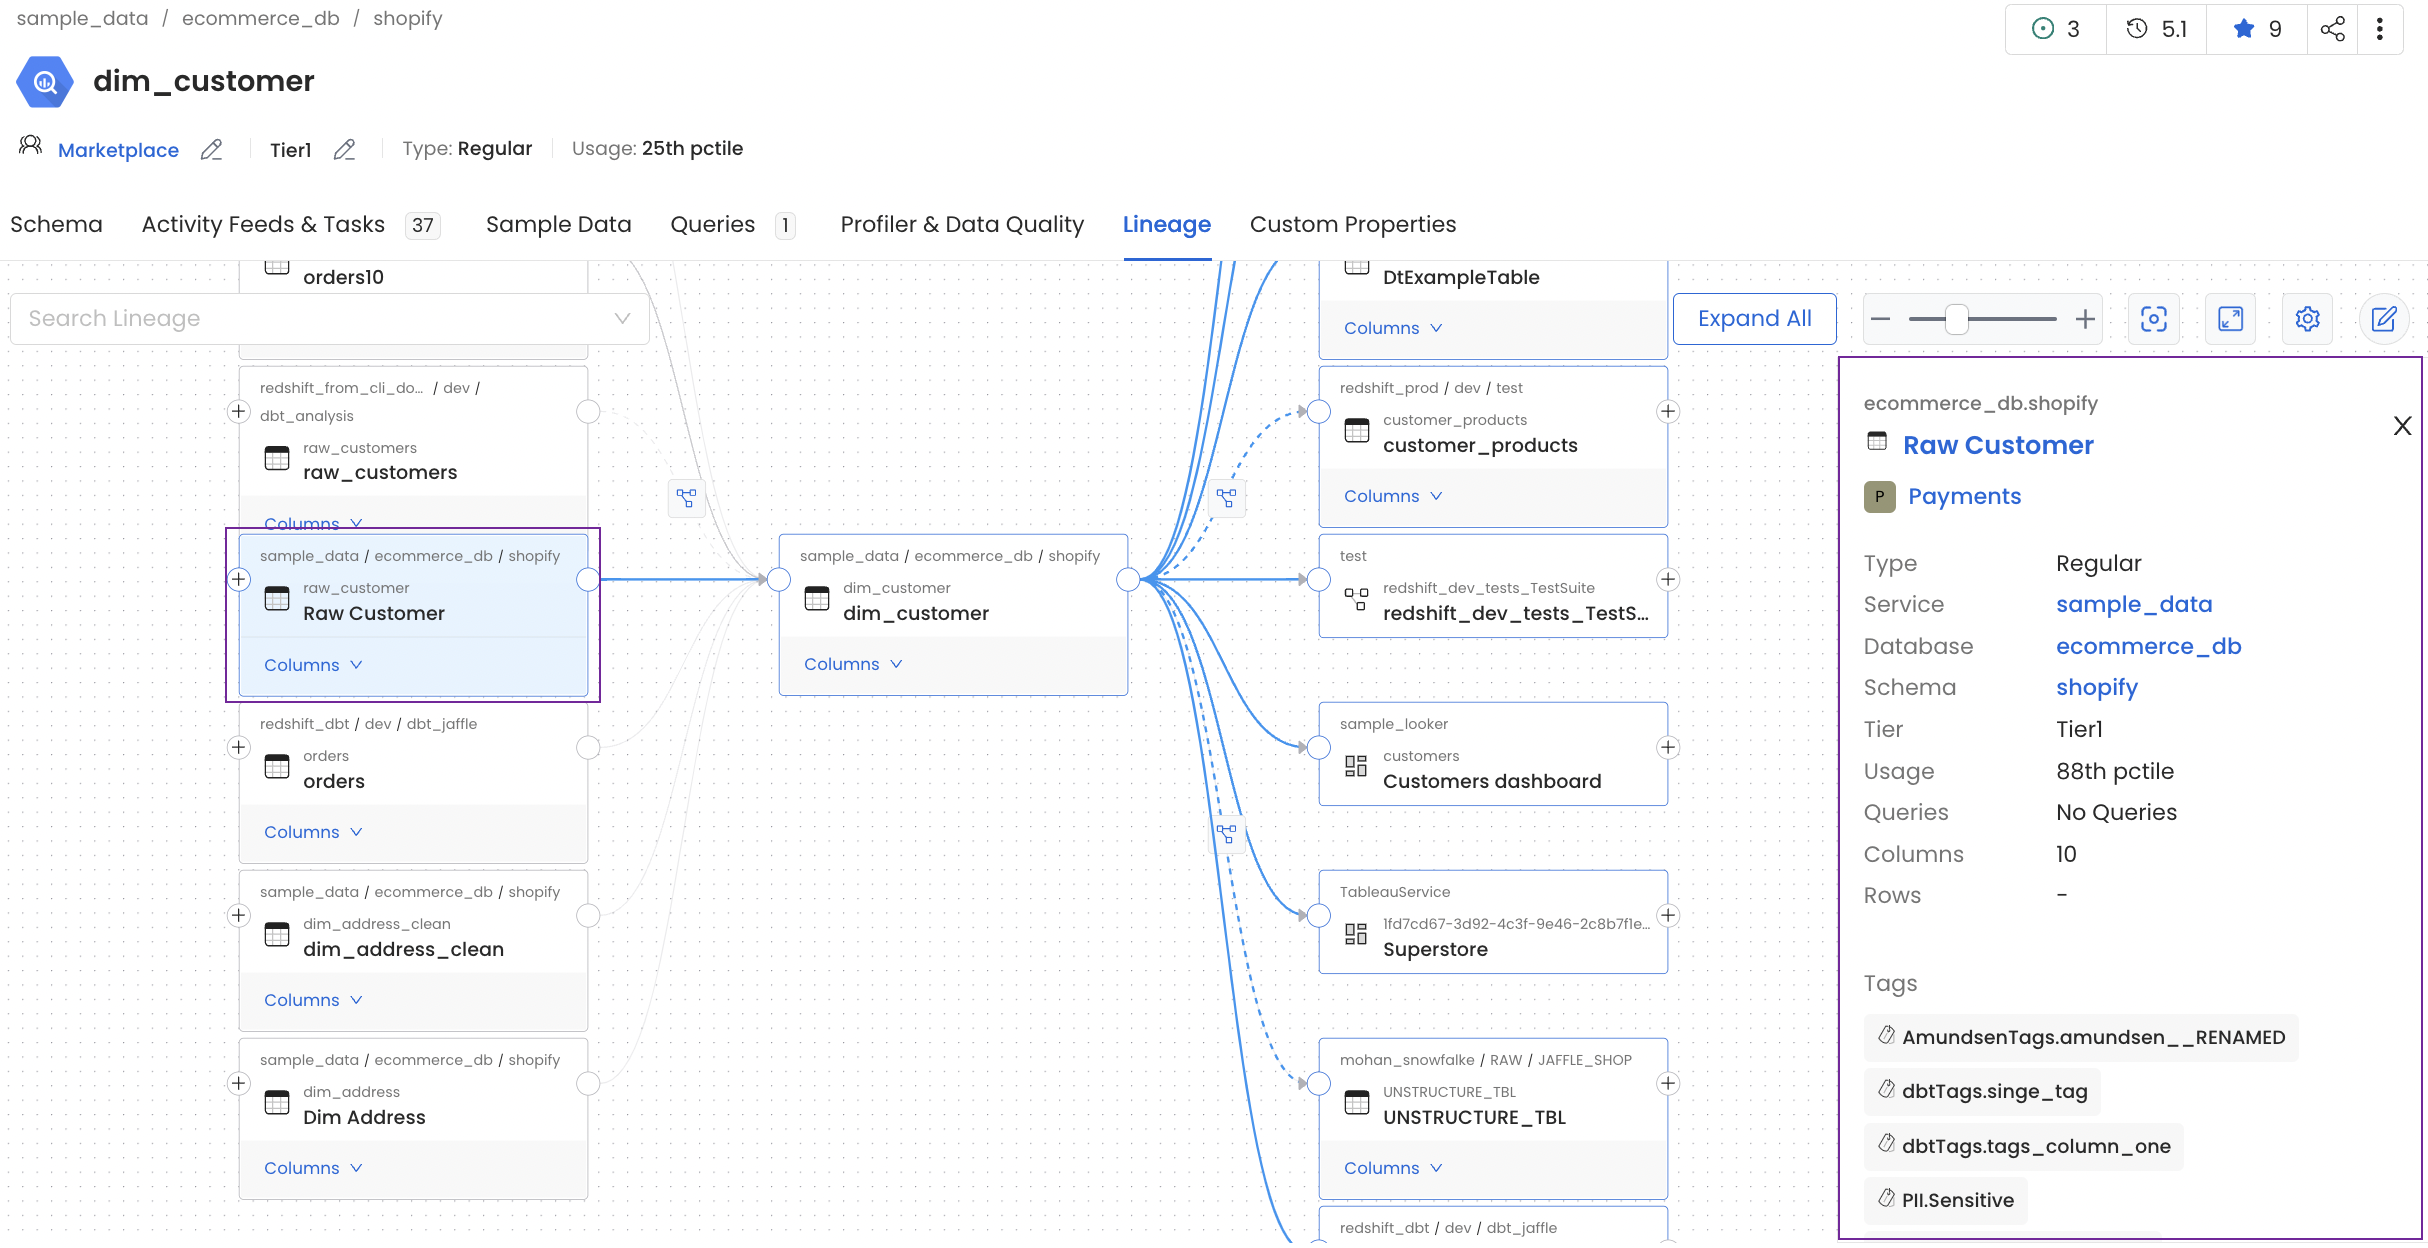 sample_data / ecommerce_db / shopify
3
5.1
9
dim_customer
Marketplace
Tier1
Type: Regular
Usage: 25th pctile
Schema
Activity Feeds & Tasks 37
Sample Data
Queries 1
Profiler & Data Quality
Lineage
Custom Properties
orders10
Search Lineage
redshift_from_cli_do... / dev /
dbt_analysis
raw_customers
raw_customers
Columns
sample_data / ecommerce_db / shopify
raw_customer
Raw Customer
Columns
redshift_dbt / dev / dbt_jaffle
orders
orders
Columns
sample_data / ecommerce_db / shopify
dim_address_clean
dim_address_clean
Columns
sample_data / ecommerce_db / shopify
dim_address
Dim Address
Columns
sample_data / ecommerce_db / shopify
dim_customer
dim_customer
Columns
DtExampleTable
Columns
redshift_prod / dev / test
customer_products
customer_products
Columns
test
redshift_dev_tests_TestSuite
redshift_dev_tests_TestS...
sample_looker
customers
Customers dashboard
TableauService
1fd7cd67-3d92-4c3f-9e46-2c8b7f1e...
Superstore
mohan_snowfalke / RAW / JAFFLE_SHOP
UNSTRUCTURE_TBL
UNSTRUCTURE_TBL
Columns
redshift_dbt / dev / dbt_jaffle
Expand All
ecommerce_db.shopify
X
Raw Customer
P Payments
Type Regular
Service sample_data
Database ecommerce_db
Schema shopify
Tier Tier1
Usage 88th pctile
Queries No Queries
Columns 10
Rows -
Tags
AmundsenTags.amundsen__RENAMED
dbtTags.singe_tag
dbtTags.tags_column_one
PII.Sensitive